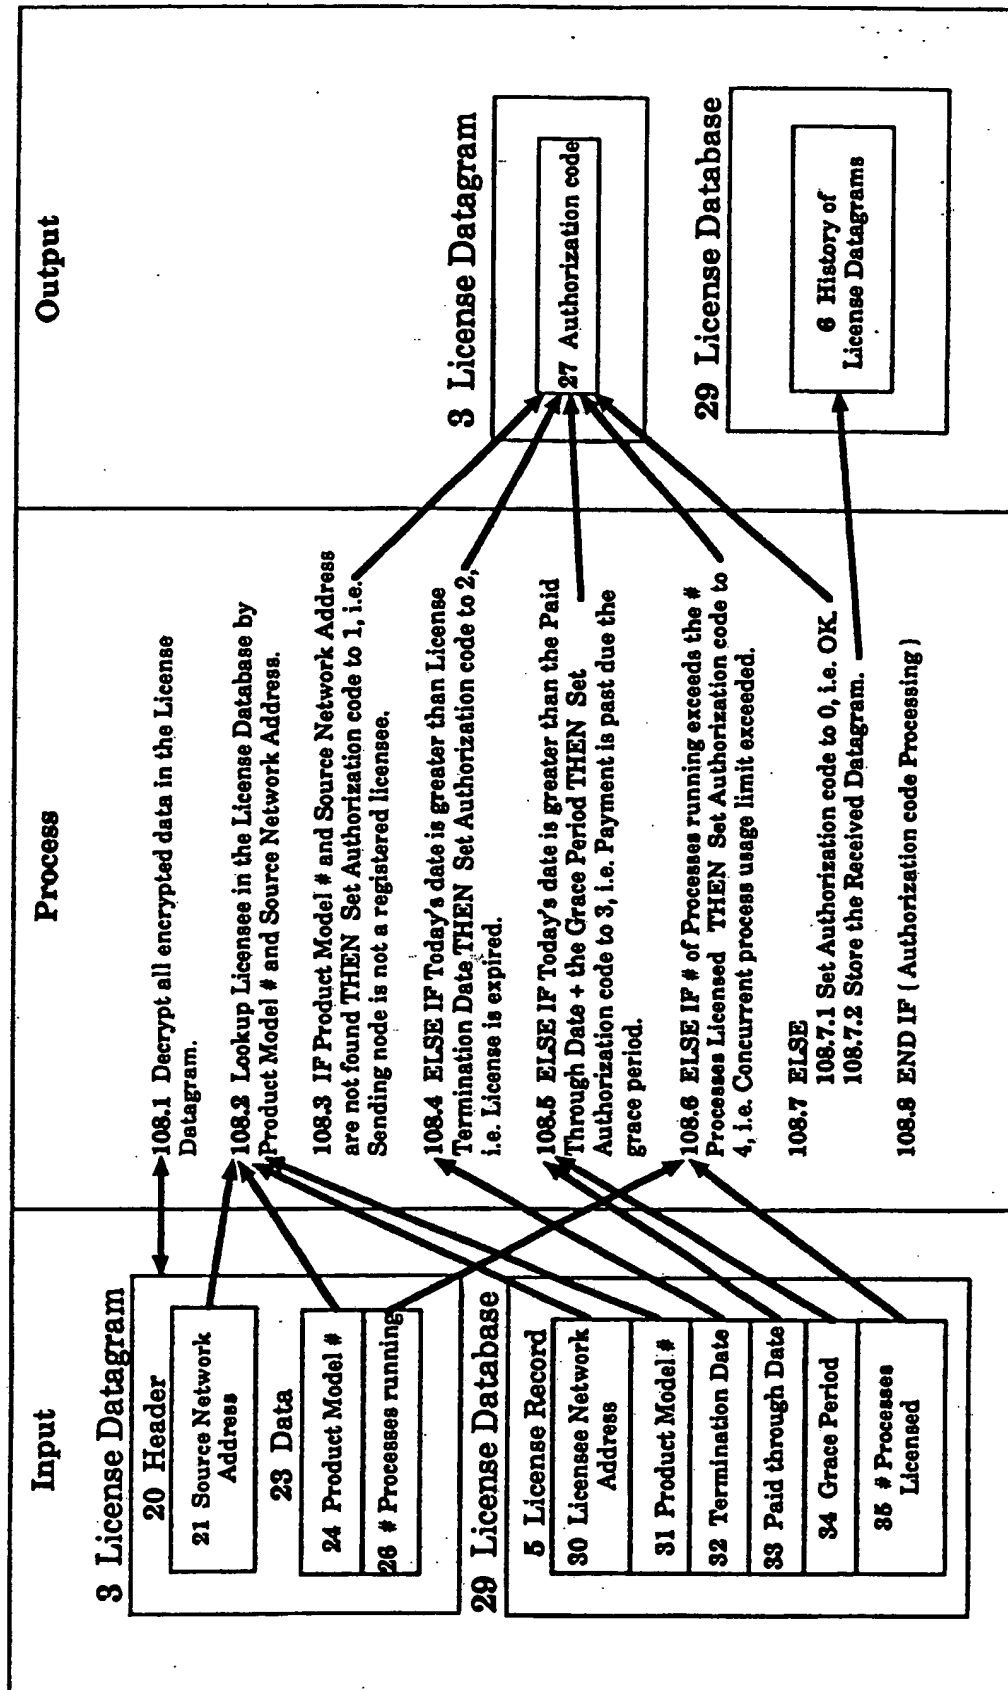 Input
3 License Datagram
20 Header
21 Source Network
Address
23 Data
24 Product Model #
26 # Processes running
29 License Database
5 License Record
30 Licensee Network
Address
31 Product Model #
32 Termination Date
33 Paid through Date
34 Grace Period
35 # Processes
Licensed
Process
108.1 Decrypt all encrypted data in the License
Datagram.
108.2 Lookup Licensee in the License Database by
Product Model # and Source Network Address.
108.3 IF Product Model # and Source Network Address
are not found THEN Set Authorization code to 1, i.e.
Sending node is not a registered licensee.
108.4 ELSE IF Today's date is greater than License
Termination Date THEN Set Authorization code to 2,
i.e. License is expired.
108.5 ELSE IF Today's date is greater than the Paid
Through Date + the Grace Period THEN Set
Authorization code to 3, i.e. Payment is past due the
grace period.
108.6 ELSE IF # of Processes running exceeds the #
Processes Licensed THEN Set Authorization code to
4, i.e. Concurrent process usage limit exceeded.
108.7 ELSE
108.7.1 Set Authorization code to 0, i.e. OK.
108.7.2 Store the Received Datagram.
108.8 END IF ( Authorization code Processing )
Output
3 License Datagram
27 Authorization code
29 License Database
6 History of
License Datagrams